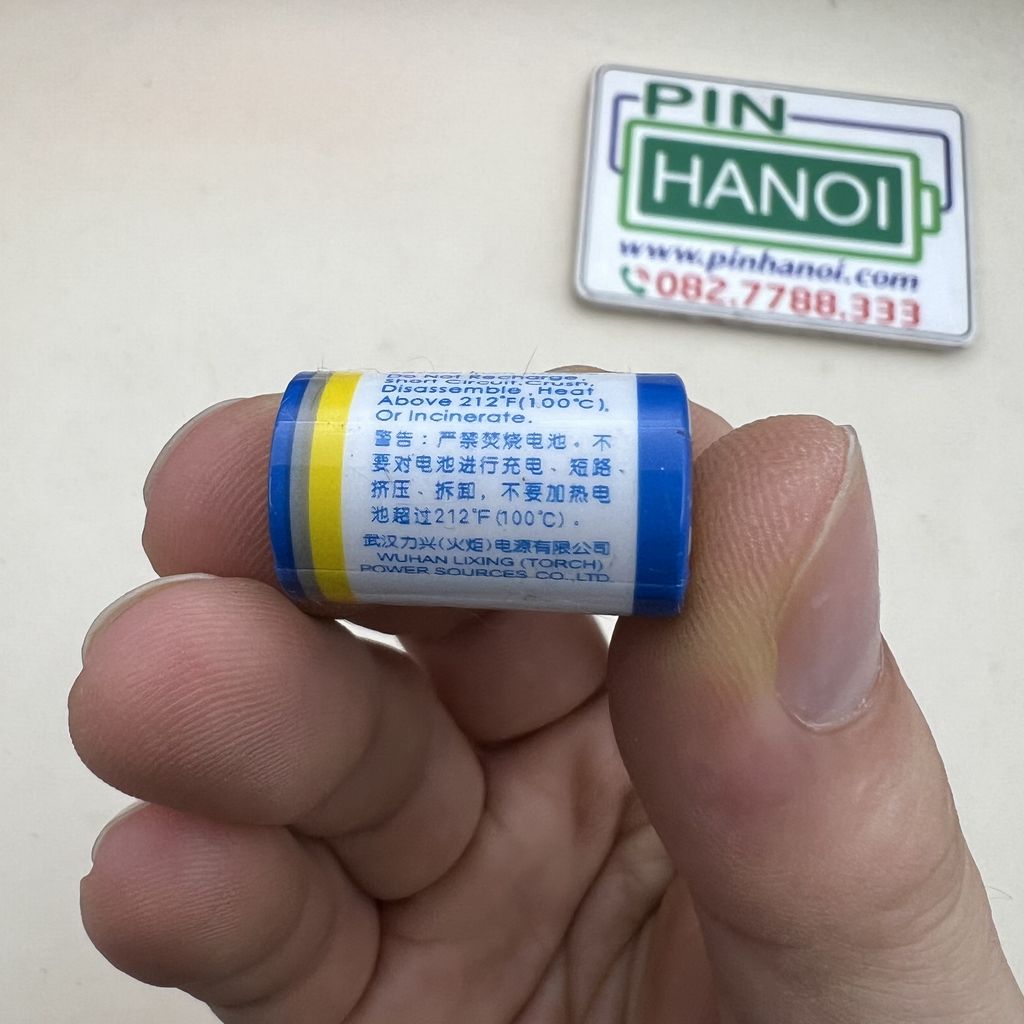 PIN
HANOI
www.pinhanoi.com
082.7788.333
Do Not Recharge,
Short Circuit,Crush,
Disassemble ,Heat
Above 212°F(100°C),
Or Incinerate.
警告：严禁焚烧电池。不
要对电池进行充电、短路、
挤压、拆卸，不要加热电
池超过212°F(100°C)。
武汉力兴(火炬)电源有限公司
WUHAN LIXING (TORCH)
POWER SOURCES CO.,LTD.